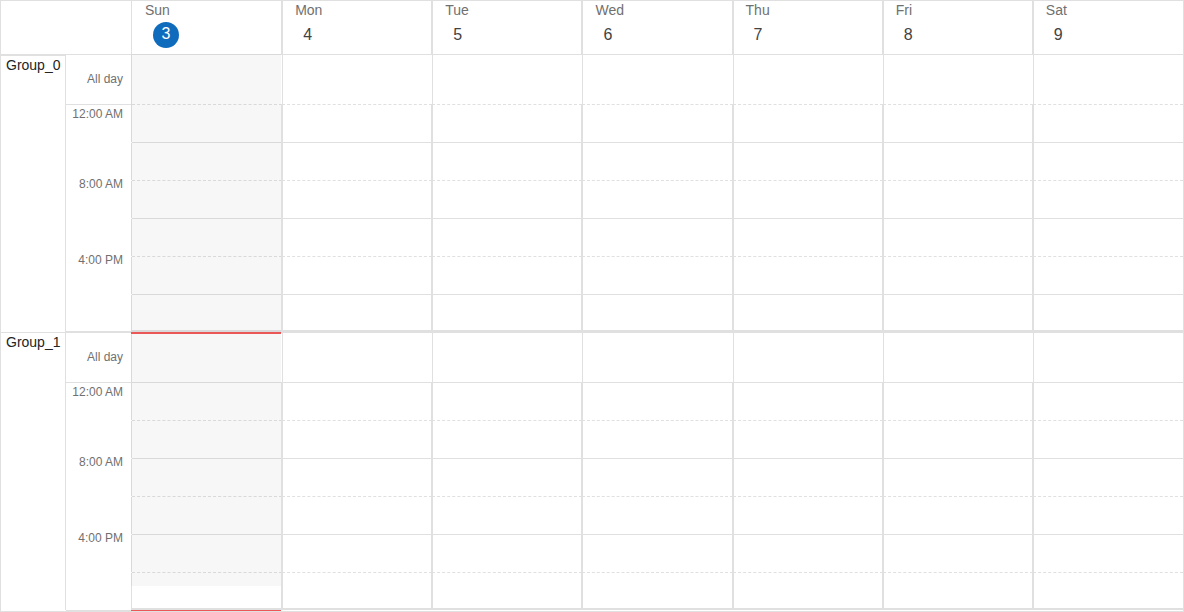 Sun Mon Tue Wed Thu Fri Sat
3 4 5 6 7 8 9
Group_0
All day
12:00 AM
8:00 AM
4:00 PM
Group_1
All day
12:00 AM
8:00 AM
4:00 PM